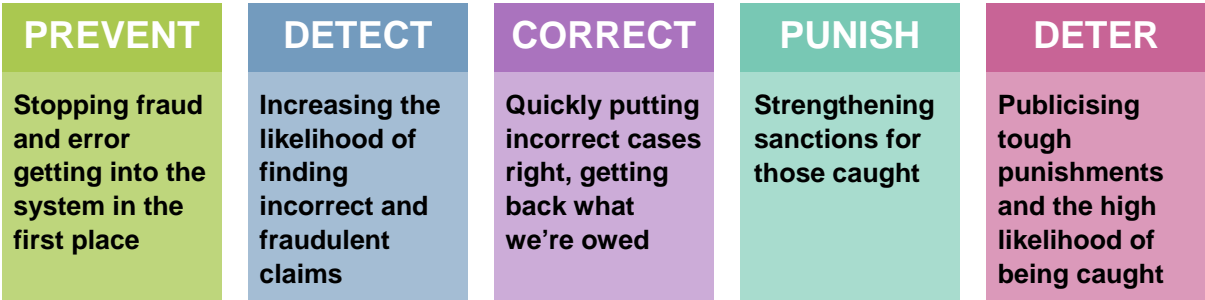 PREVENT
Stopping fraud
and error
getting into the
system in the
first place
DETECT
Increasing the
likelihood of
finding
incorrect and
fraudulent
claims
CORRECT
Quickly putting
incorrect cases
right, getting
back what
we’re owed
PUNISH
Strengthening
sanctions for
those caught
DETER
Publicising
tough
punishments
and the high
likelihood of
being caught